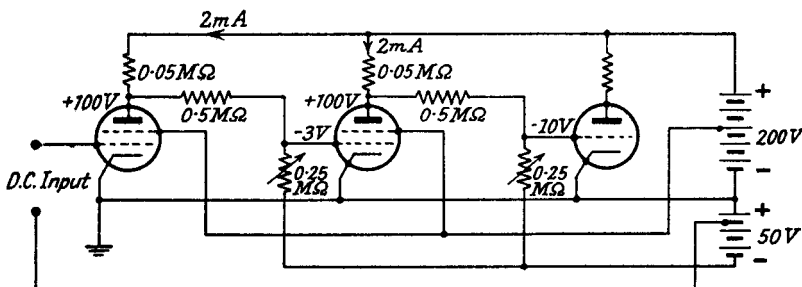 2mA
2mA
0·05MΩ
0·05MΩ
+100V
+100V
0·5MΩ
0·5MΩ
-3V
-10V
+
200V
-
D.C. Input
0·25
MΩ
0·25
MΩ
+
50V
-